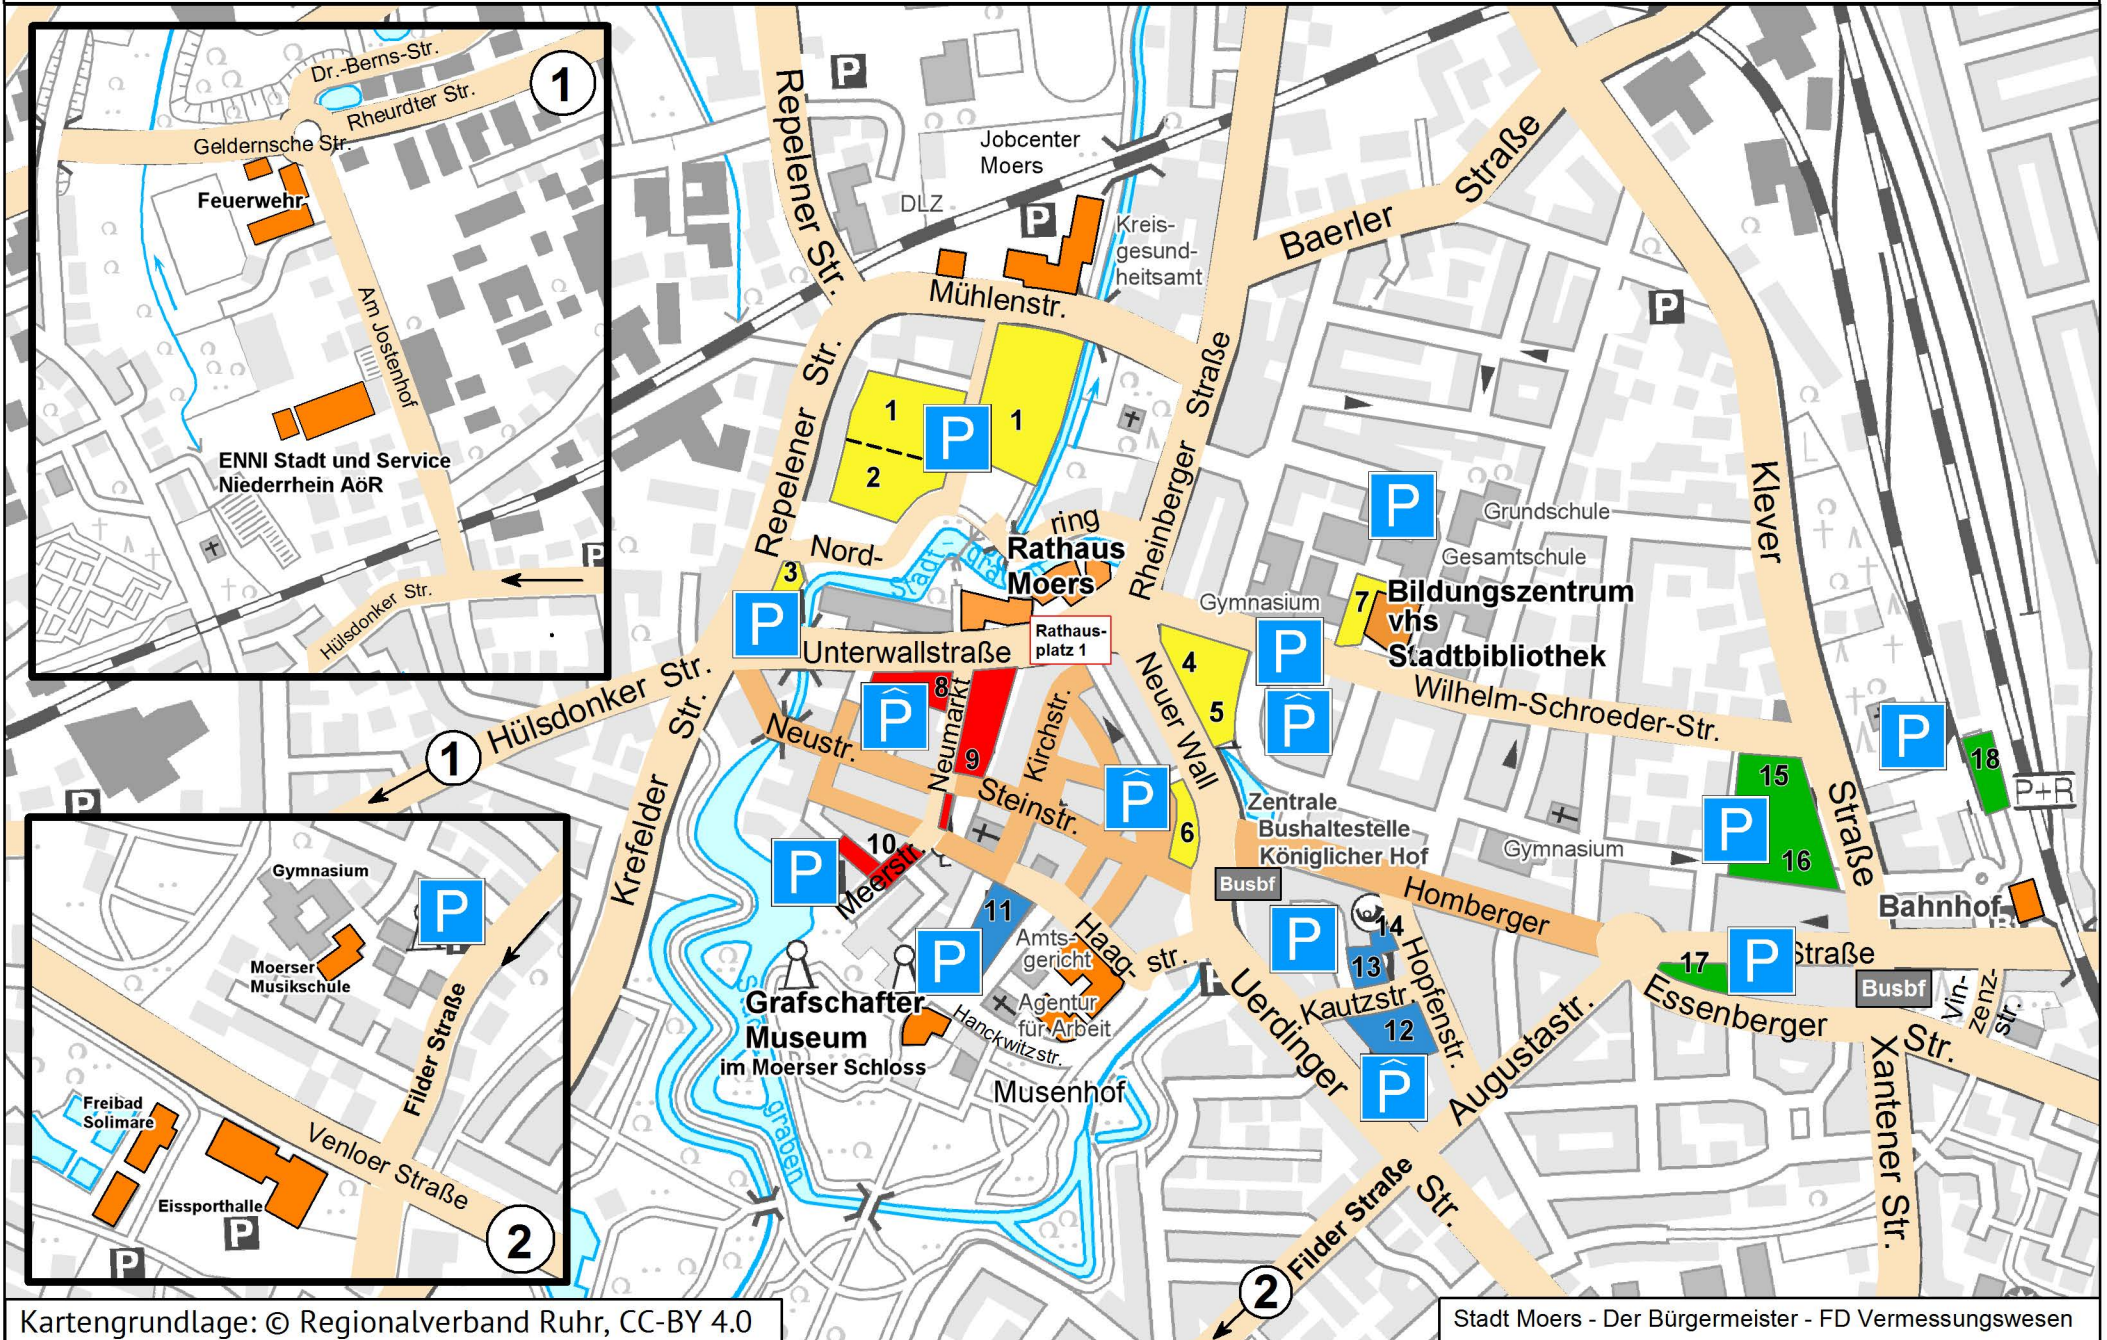 Dr.-Berns-Str.
Rheurdter Str.
1
Geldernsche Str.
Feuerwehr
Am Jostenhof
ENNI Stadt und Service
Niederrhein AöR
P
Hülsdonker Str.
Repelener Str.
P
Jobcenter
Moers
DLZ
P
Kreis-
gesund-
heitsamt
Mühlenstr.
Baerler Straße
P
Repelener Str.
1
P
1
2
Rheinberger Straße
Klever Straße
P
Grundschule
Gesamtschule
Nord-
ring
Stadt-
Rathaus
Moers
3
P
Rathaus-
platz 1
Unterwallstraße
Gymnasium
P
7
Bildungszentrum
vhs
Stadtbibliothek
4
5
P
Wilhelm-Schroeder-Str.
Hülsdonker Str.
1
Krefelder Str.
Neustr.
8
P
Neumarkt
9
Kirchstr.
Neuer Wall
Steinstr.
P
6
Zentrale
Bushaltestelle
Königlicher Hof
Busbf
Gymnasium
P
15
16
P
18
P+R
P
10
P
Meerstr.
11
P
Amts-
gericht
Haag-
str.
Agentur
für Arbeit
Hanckwitzstr.
Grafschafter
Museum
im Moerser Schloss
Musenhof
graben
P
Homberger
Straße
P
14
13
Kautzstr.
Hopfenstr.
12
P
Uerdinger
Str.
Augustastr.
17
P
Bahnhof
Busbf
Essenberger
Str.
Vin-
zenz-
str.
Xantener Str.
Filder Straße
2
Gymnasium
P
Moerser
Musikschule
Filder Straße
Freibad
Solimare
Venloer Straße
Eissporthalle
P
P
2
Kartengrundlage: © Regionalverband Ruhr, CC-BY 4.0
Stadt Moers - Der Bürgermeister - FD Vermessungswesen